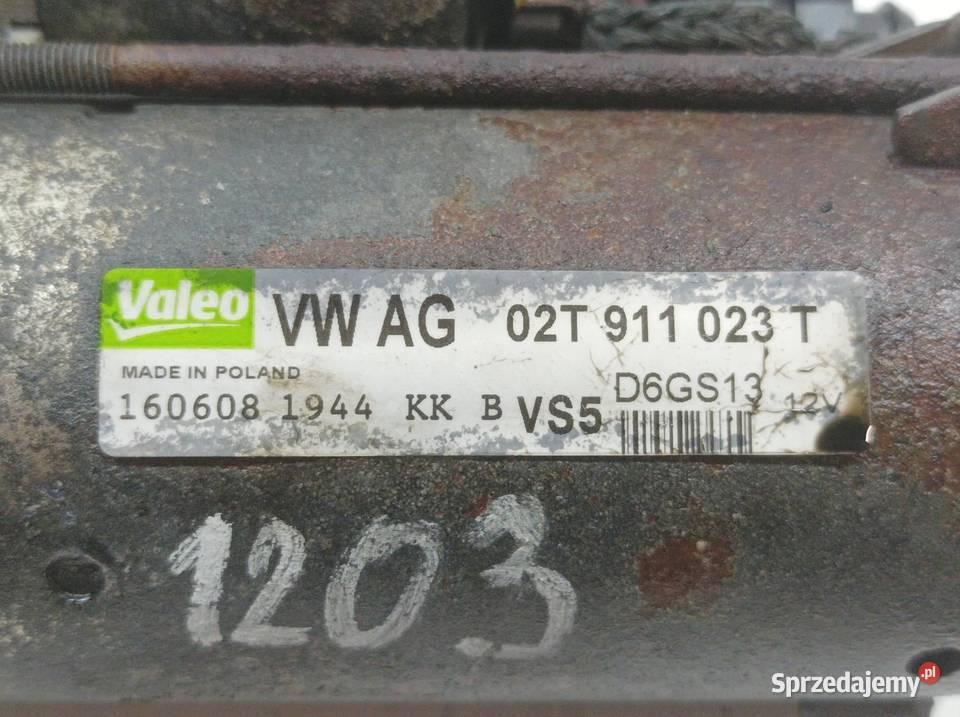 Valeo VW AG 02T 911 023 T
MADE IN POLAND
D6GS13 12V
160608 1944 KK B VS5
1203
Sprzedajemy.pl